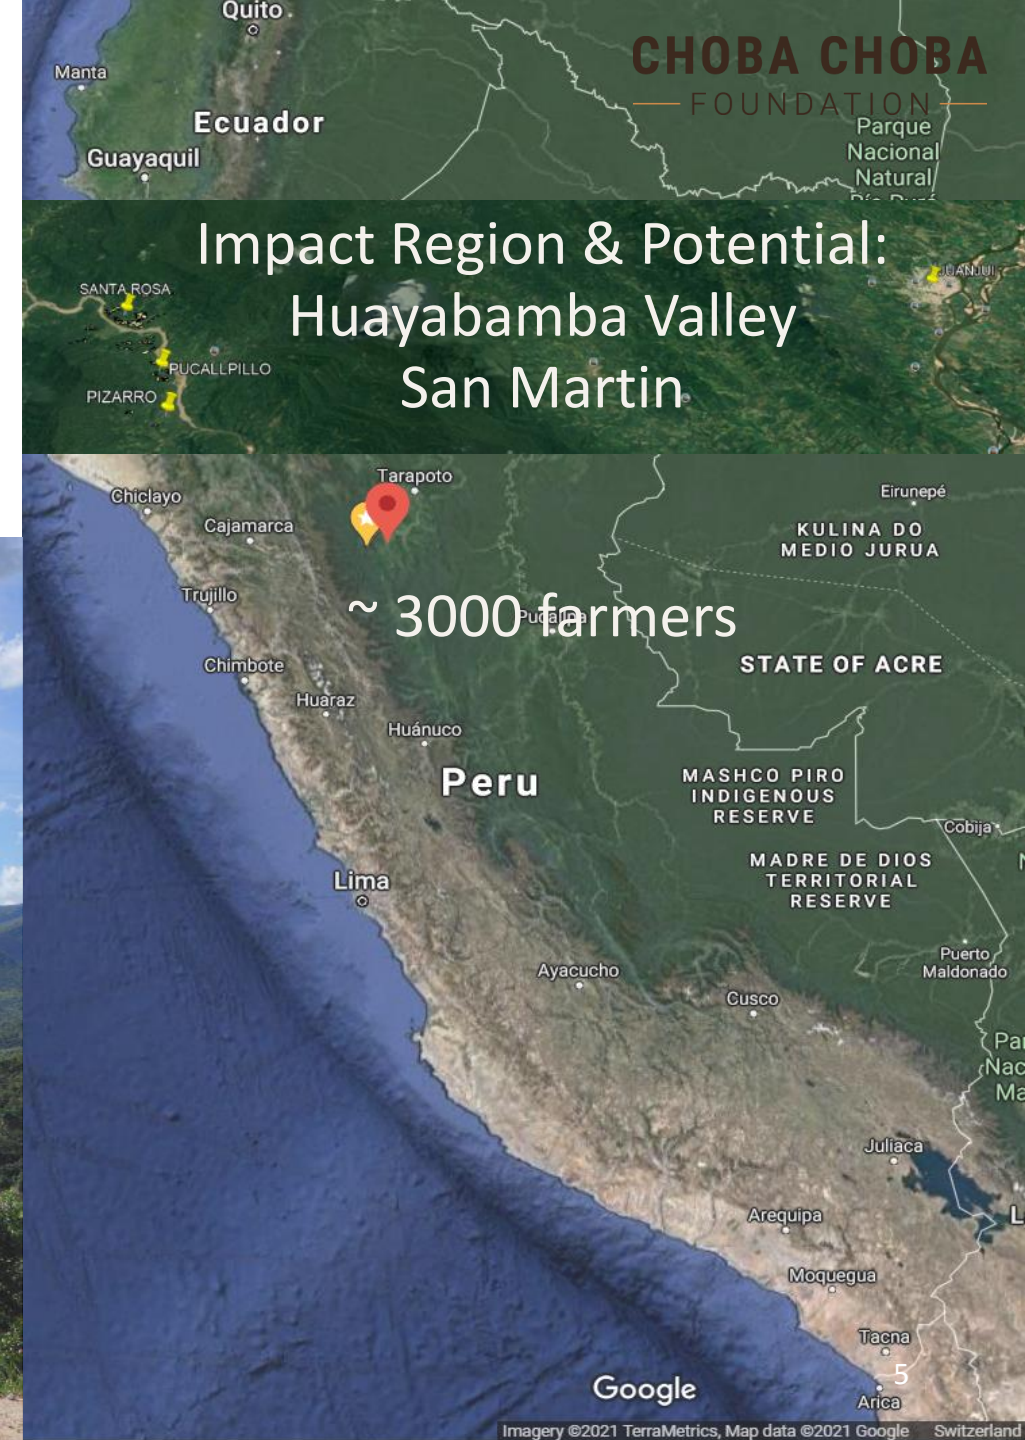 Quito
CHOBA CHOBA
FOUNDATION
Manta
Ecuador
Parque
Nacional
Natural
Guayaquil
Impact Region & Potential:
Huayabamba Valley
San Martin
SANTA ROSA
JUANJUI
PUCALLPILLO
PIZARRO
Tarapoto
Chiclayo
Eirunepé
Cajamarca
KULINA DO
MEDIO JURUA
Trujillo
~ 3000 farmers
Chimbote
STATE OF ACRE
Huaraz
Huánuco
Peru
MASHCO PIRO
INDIGENOUS
RESERVE
Cobija
MADRE DE DIOS
TERRITORIAL
RESERVE
Lima
Puerto
Maldonado
Ayacucho
Cusco
Juliaca
Arequipa
Moquegua
Tacna
5
Google
Arica
Imagery ©2021 TerraMetrics, Map data ©2021 Google Switzerland